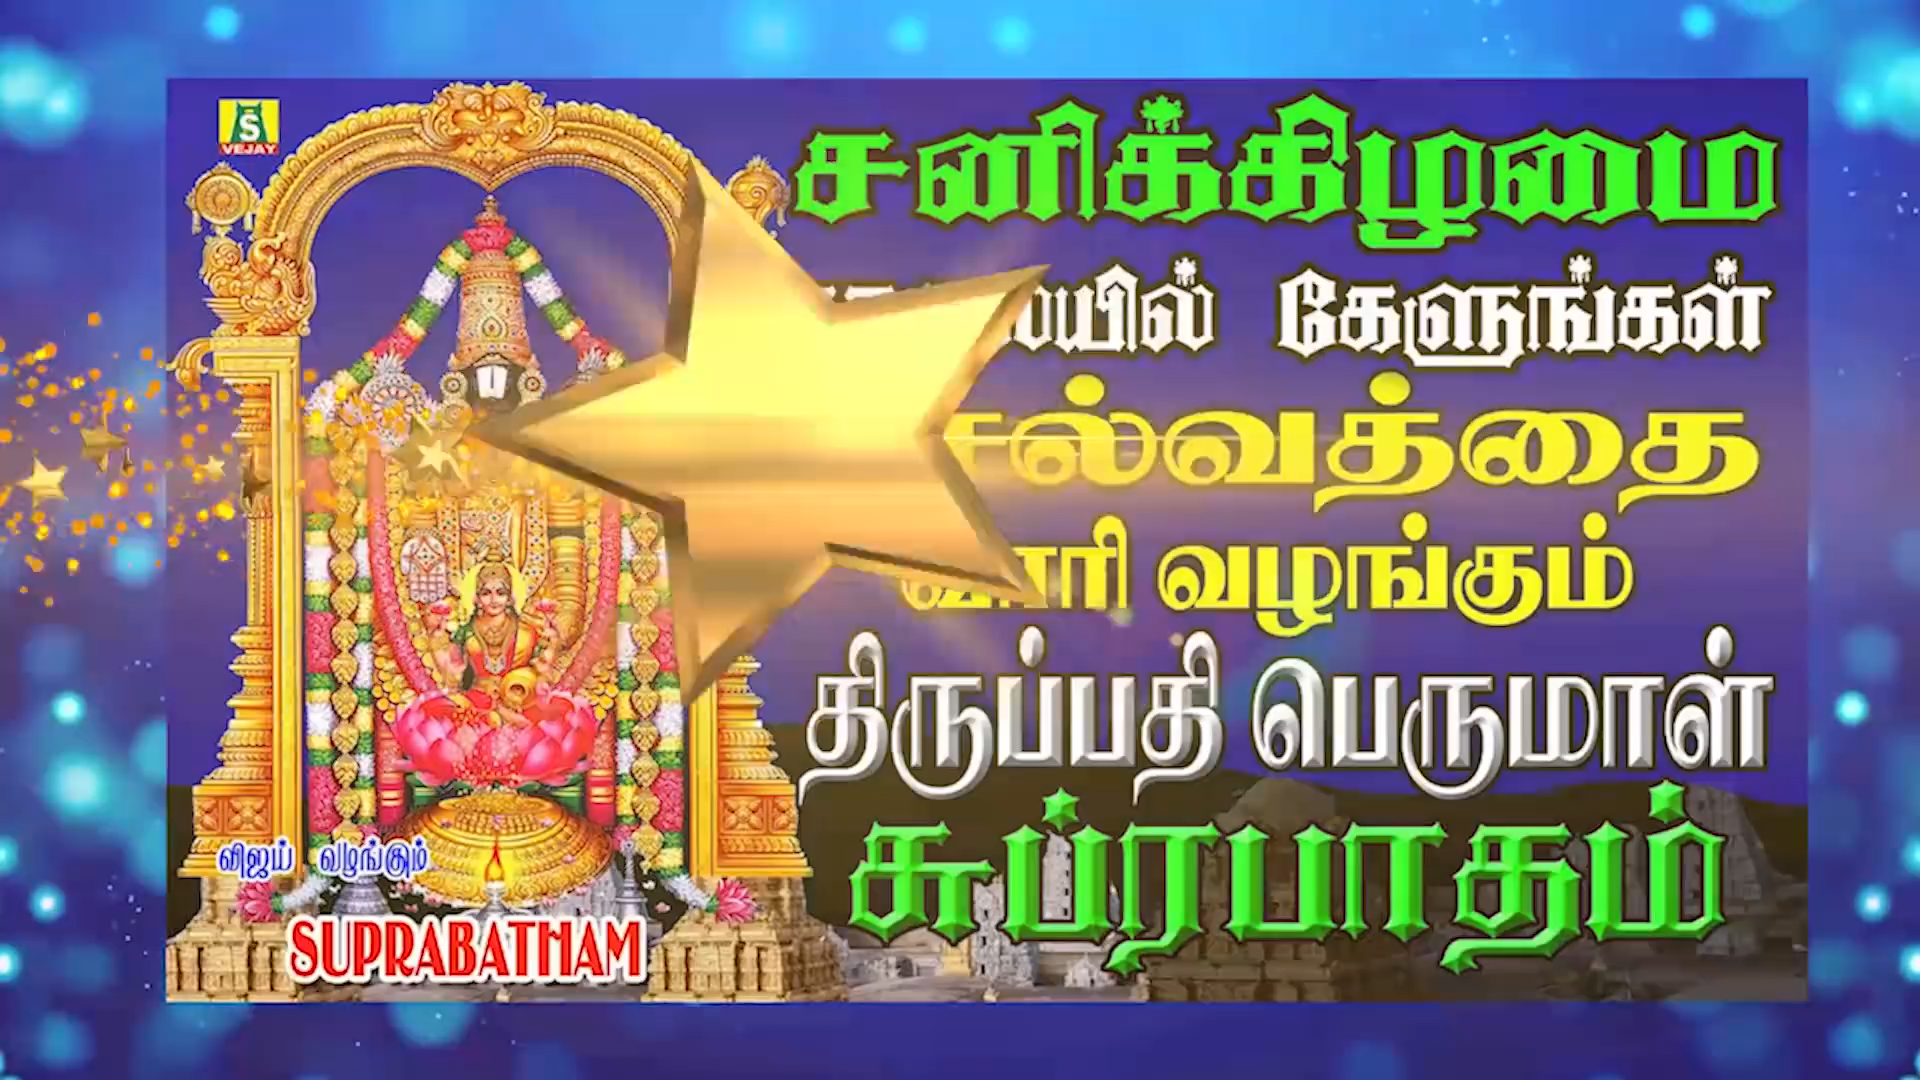 S
VEJAY
சனிக்கிழமை
கேளுங்கள்
வழங்கும்
திருப்பதி பெருமாள்
சுப்ரபாதம்
விஜய் வழங்கும்
SUPRABATHAM